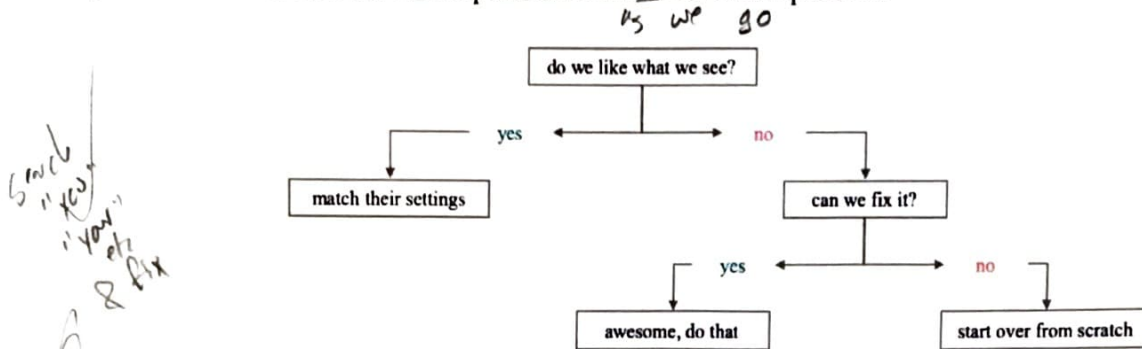 as we go
do we like what we see?
yes
no
match their settings
can we fix it?
yes
no
awesome, do that
start over from scratch
"you"
"your"
etc
& fix